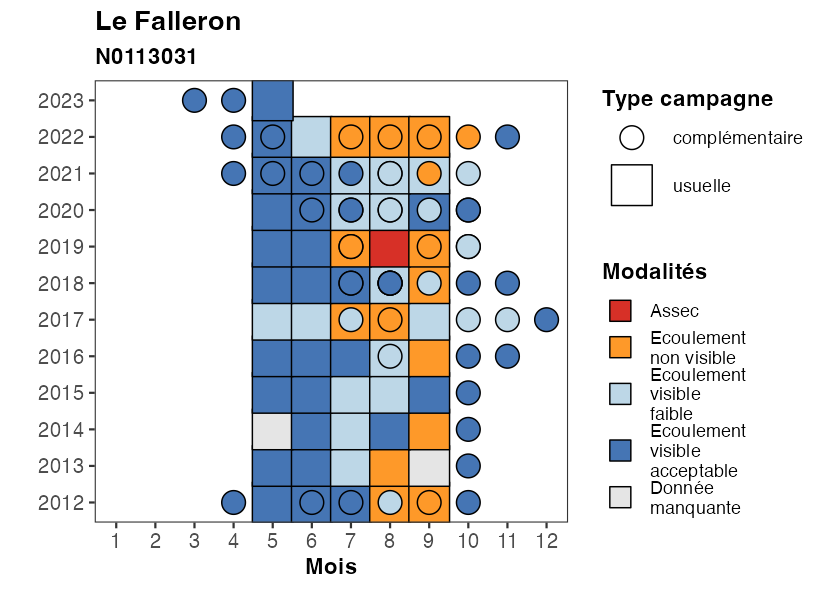 Le Falleron
N0113031
2023
2022
2021
2020
2019
2018
2017
2016
2015
2014
2013
2012
1 2 3 4 5 6 7 8 9 10 11 12
Mois
Type campagne
complémentaire
usuelle
Modalités
Assec
Ecoulement
non visible
Ecoulement
visible
faible
Ecoulement
visible
acceptable
Donnée
manquante